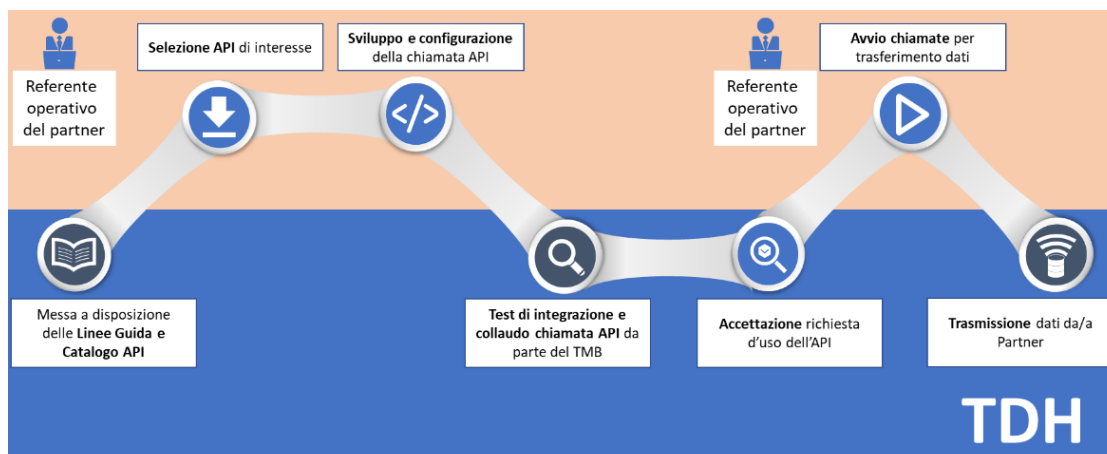 Referente
operativo
del partner
Selezione API di interesse
Sviluppo e configurazione
della chiamata API
Referente
operativo
del partner
Avvio chiamate per
trasferimento dati
Messa a disposizione
delle Linee Guida e
Catalogo API
Test di integrazione e
collaudo chiamata API da
parte del TMB
Accettazione richiesta
d'uso dell'API
Trasmissione dati da/a
Partner
TDH